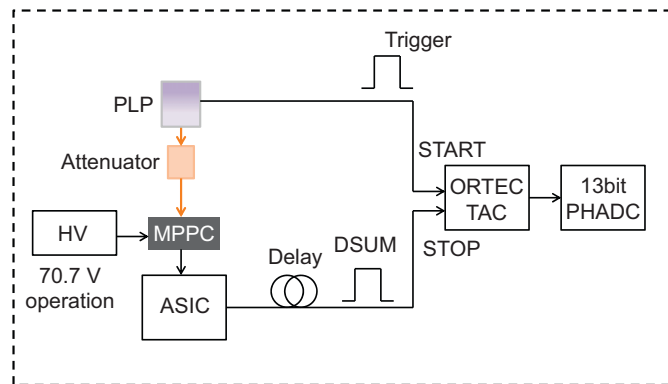 Trigger
PLP
Attenuator
START
ORTEC
TAC
13bit
PHADC
HV
MPPC
STOP
Delay
DSUM
70.7 V
operation
ASIC